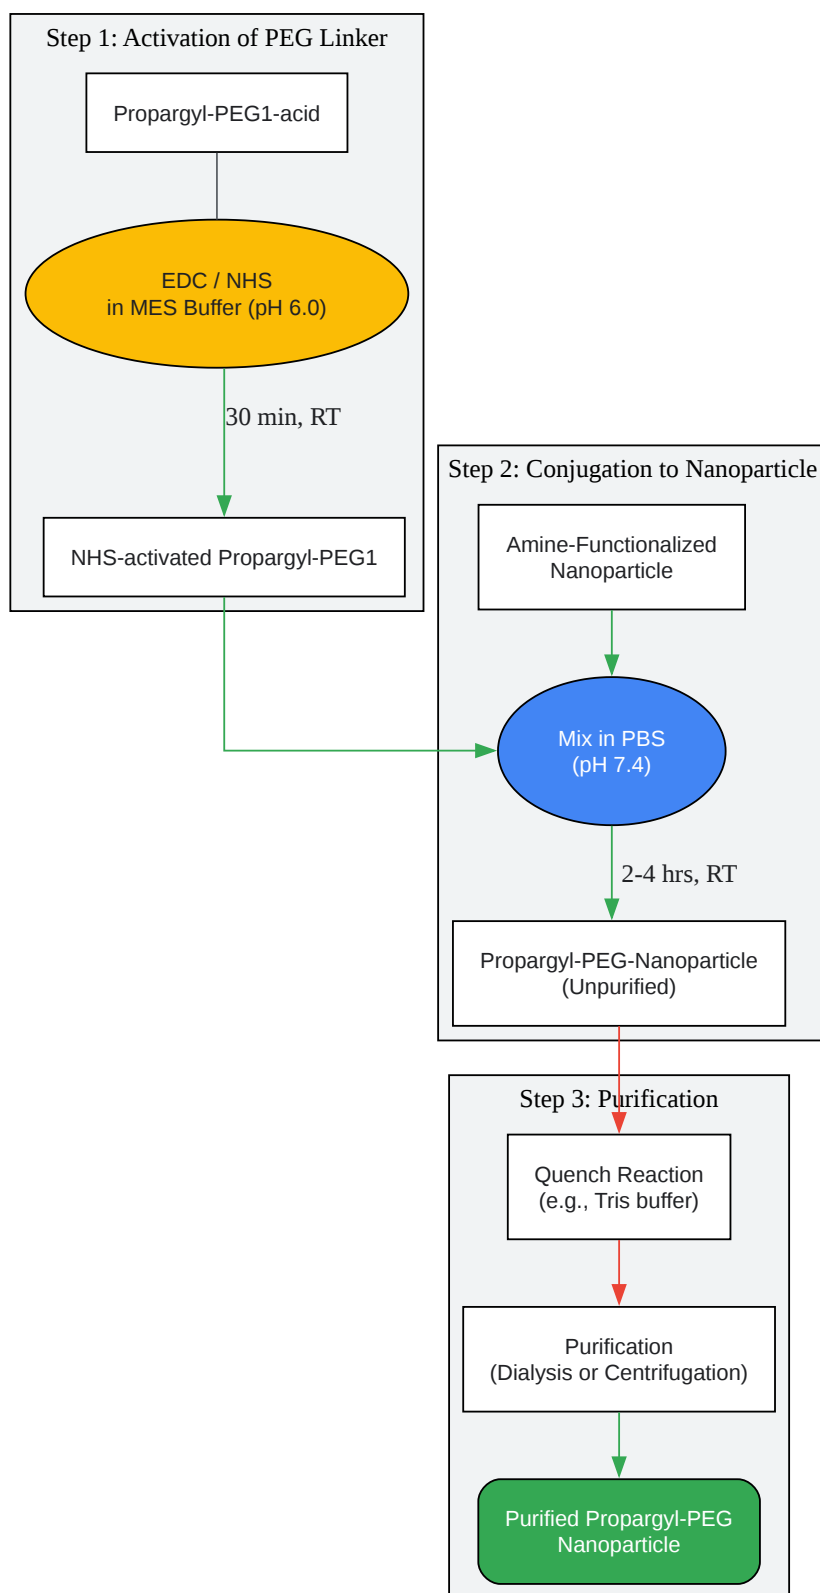 Step 1: Activation of PEG Linker
Propargyl-PEG1-acid
EDC / NHS
in MES Buffer (pH 6.0)
30 min, RT
NHS-activated Propargyl-PEG1
Step 2: Conjugation to Nanoparticle
Amine-Functionalized
Nanoparticle
Mix in PBS
(pH 7.4)
2-4 hrs, RT
Propargyl-PEG-Nanoparticle
(Unpurified)
Step 3: Purification
Quench Reaction
(e.g., Tris buffer)
Purification
(Dialysis or Centrifugation)
Purified Propargyl-PEG
Nanoparticle